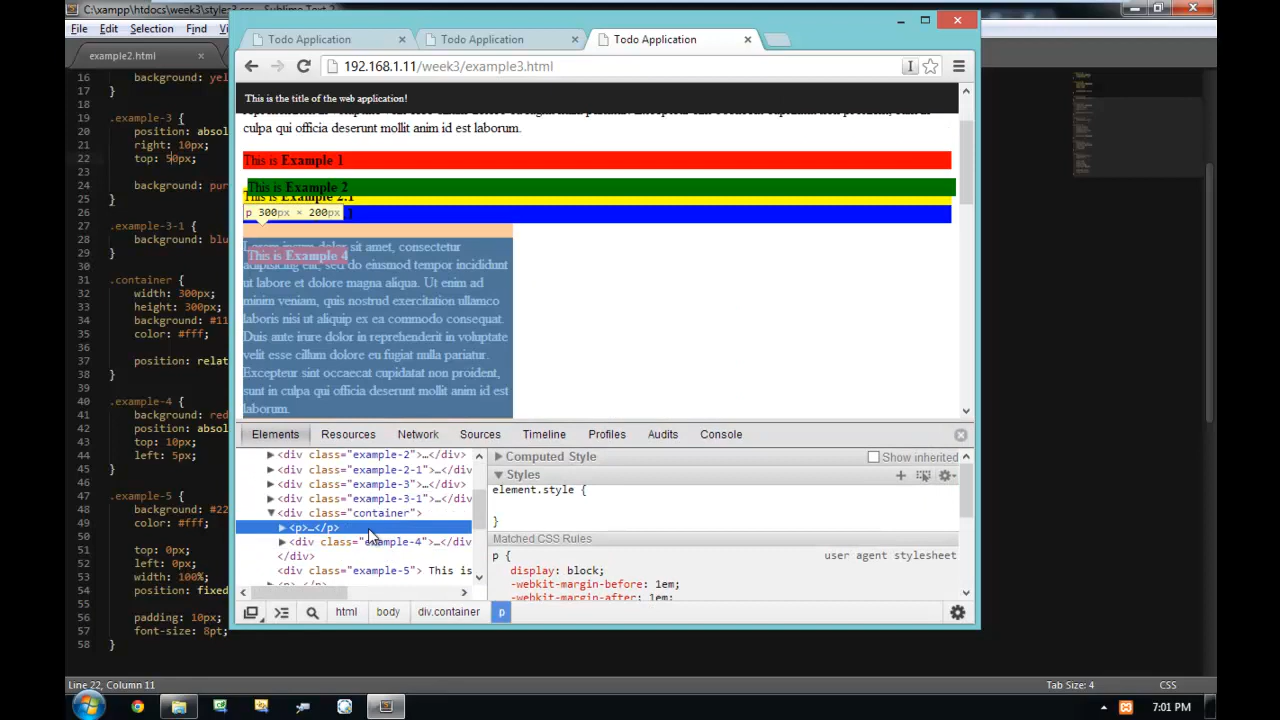 C:\xampp\htdocs\week3\styles3.css - Sublime Text 2
File Edit Selection
example2.html
16 background: yel
17 }
18
19 .example-3 {
20 position: absol
21 right: 10px;
22 top: 50px;
23
24 background: pur
25 }
26
27 .example-3-1 {
28 background: blu
29 }
30
31 .container {
32 width: 300px;
33 height: 300px;
34 background: #11
35 color: #fff;
36
37 position: relat
38 }
39
40 .example-4 {
41 background: red
42 position: absol
43 top: 10px;
44 left: 5px;
45 }
46
47 .example-5 {
48 background: #22
49 color: #fff;
50
51 top: 0px;
52 left: 0px;
53 width: 100%;
54 position: fixed
55
56 padding: 10px;
57 font-size: 8pt;
58 }
Todo Application
Todo Application
Todo Application
192.168.1.11/week3/example3.html
This is the title of the web application!
culpa qui officia deserunt mollit anim id est laborum.
This is Example 1
This is Example 2
This is Example 2.1
p 300px × 200px
Lorem ipsum dolor sit amet, consectetur
This is Example 4
adipisicing elit, sed do eiusmod tempor incididunt
ut labore et dolore magna aliqua. Ut enim ad
minim veniam, quis nostrud exercitation ullamco
laboris nisi ut aliquip ex ea commodo consequat.
Duis aute irure dolor in reprehenderit in voluptate
velit esse cillum dolore eu fugiat nulla pariatur.
Excepteur sint occaecat cupidatat non proident,
sunt in culpa qui officia deserunt mollit anim id est
laborum.
Elements Resources Network Sources Timeline Profiles Audits Console
<div class="example-2">…</div>
<div class="example-2-1">…</div
<div class="example-3">…</div>
<div class="example-3-1">…</div
<div class="container">
<p>…</p>
<div class="example-4">…</div
</div>
<div class="example-5"> This is
<p>…</p>
Computed Style Show inherited
Styles
element.style {
}
Matched CSS Rules
p { user agent stylesheet
display: block;
-webkit-margin-before: 1em;
-webkit-margin-after: 1em;
html body div.container p
Line 22, Column 11 Tab Size: 4 CSS
7:01 PM